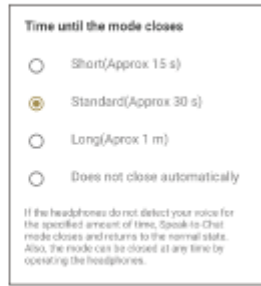 Time until the mode closes
Short(Approx 15 s)
Standard(Approx 30 s)
Long(Aprox 1 m)
Does not close automatically
If the headphones do not detect your voice for
the specified amount of time, Speak-to-Chat
mode closes and returns to the normal state.
Also, the mode can be closed at any time by
operating the headphones.